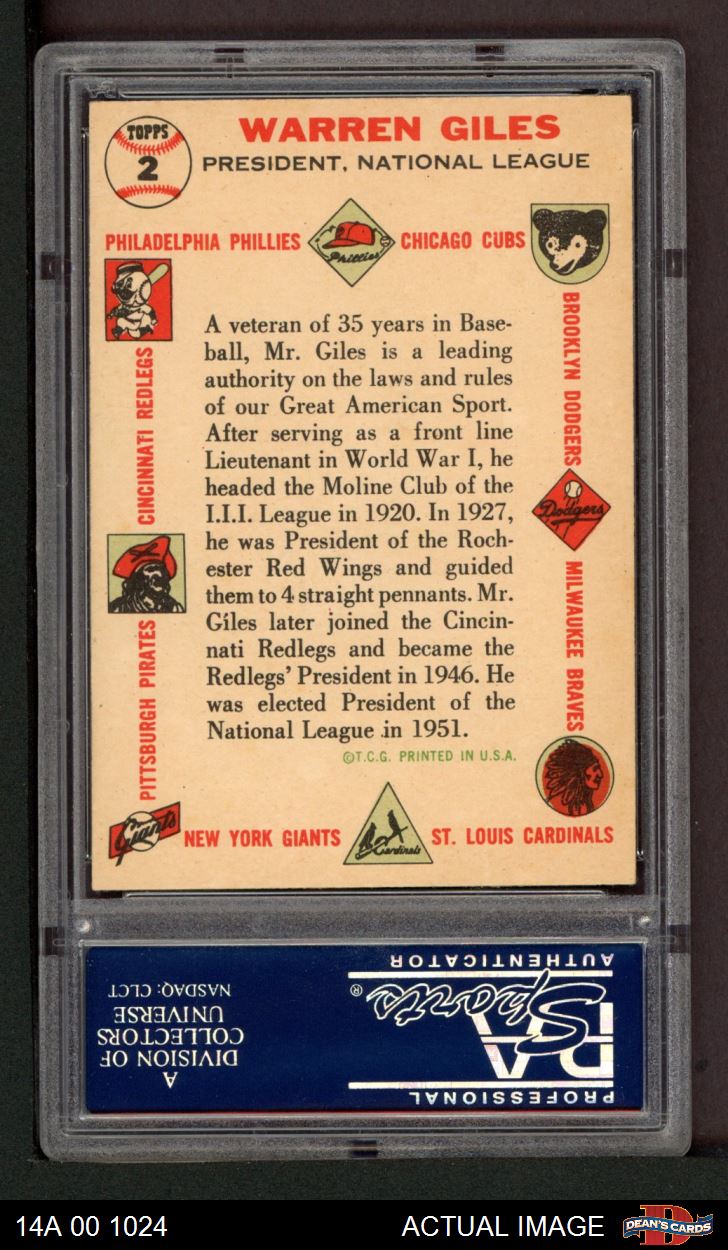 TOPPS
2
WARREN GILES
PRESIDENT, NATIONAL LEAGUE
PHILADELPHIA PHILLIES
Phillies
CHICAGO CUBS
CINCINNATI REDLEGS
BROOKLYN DODGERS
A veteran of 35 years in Base-
ball, Mr. Giles is a leading
authority on the laws and rules
of our Great American Sport.
After serving as a front line
Lieutenant in World War I, he
headed the Moline Club of the
I.I.I. League in 1920. In 1927,
he was President of the Roch-
ester Red Wings and guided
them to 4 straight pennants. Mr.
Giles later joined the Cincin-
nati Redlegs and became the
Redlegs' President in 1946. He
was elected President of the
National League in 1951.
©T.C.G. PRINTED IN U.S.A.
Dodgers
PITTSBURGH PIRATES
MILWAUKEE BRAVES
Giants
NEW YORK GIANTS
Cardinals
ST. LOUIS CARDINALS
PROFESSIONAL
PSA
Sports®
AUTHENTICATOR
A
DIVISION OF
COLLECTORS
UNIVERSE
NASDAQ: CLCT
14A 00 1024
ACTUAL IMAGE
D
DEAN'S CARDS